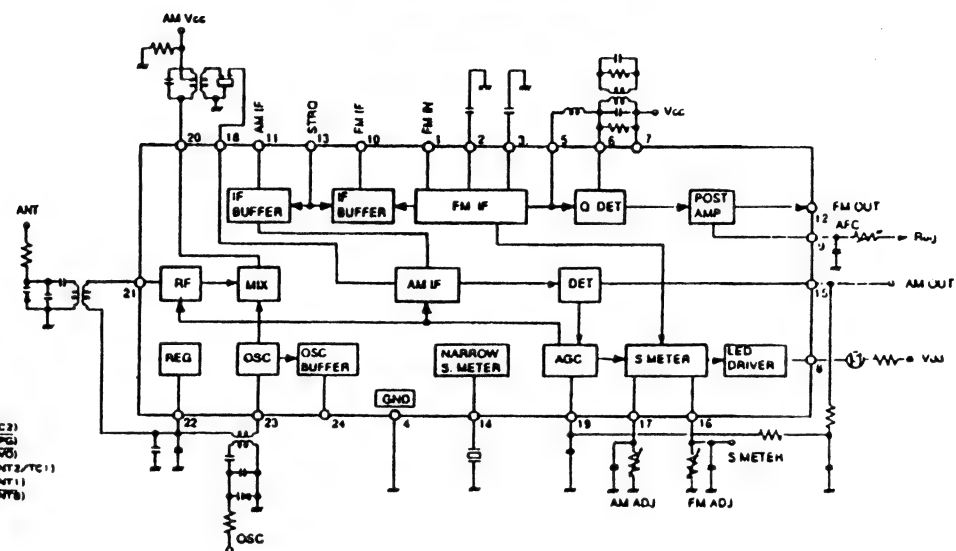 AM Vcc
20
18
AM IF
11
STRQ
13
FM IF
10
FM IN
1
2
3
5
6
7
Vcc
ANT
IF BUFFER
IF BUFFER
FM IF
Q DET
POST AMP
12
FM OUT
9
AFC
21
RF
MIX
AM IF
DET
15
AM OUT
REG
OSC
OSC BUFFER
NARROW S. METER
AGC
S METER
LED DRIVER
8
GND
22
23
24
4
14
19
17
16
S METER
AM ADJ
FM ADJ
OSC